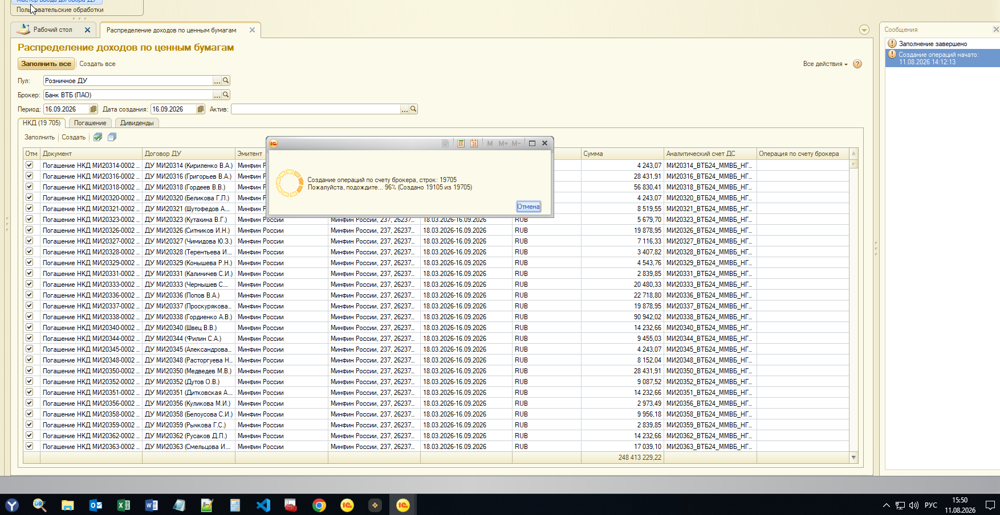 Мастер ввода договора ДУ
Пользовательские обработки
Рабочий стол
Распределение доходов по ценным бумагам
Сообщения
Распределение доходов по ценным бумагам
Заполнить все
Создать все
Все действия
Заполнение завершено
Создание операций начато:
11.08.2026 14:12:13
Пул:
Розничное ДУ
Брокер:
Банк ВТБ (ПАО)
Период: 16.09.2026 Дата создания: 16.09.2026 Актив:
НКД (19 705) Погашение Дивиденды
Заполнить Создать
31 M M+ M-
Создание операций по счету брокера, строк: 19705
Пожалуйста, подождите... 96% (Создано 19105 из 19705)
Отмена
Отм Документ Договор ДУ Эмитент Сумма Аналитический счет ДС Операция по счету брокера
Погашение НКД МИ20314-0002 ... ДУ МИ20314 (Кириленко В.А.) Минфин Р 4 243,07 МИ20314_ВТБ24_ММВБ_НГ...
Погашение НКД МИ20316-0002 ... ДУ МИ20316 (Григорьев В.А.) Минфин Р 28 431,91 МИ20316_ВТБ24_ММВБ_НГ...
Погашение НКД МИ20318-0002 ... ДУ МИ20318 (Гордеев В.В.) Минфин Р 56 830,41 МИ20318_ВТБ24_ММВБ_НГ...
Погашение НКД МИ20320-0002 ... ДУ МИ20320 (Беликова Г.Л.) Минфин Р 4 243,07 МИ20320_ВТБ24_ММВБ_НГ...
Погашение НКД МИ20321-0002 ... ДУ МИ20321 (Шутофедов А.... Минфин Р 8 519,55 МИ20321_ВТБ24_ММВБ_НГ...
Погашение НКД МИ20323-0002 ... ДУ МИ20323 (Кутахина В.Г.) Минфин России Минфин России, 237, 26237... 18.03.2026-16.09.2026 RUB 5 679,70 МИ20323_ВТБ24_ММВБ_НГ...
Погашение НКД МИ20326-0002 ... ДУ МИ20326 (Ситников И.Н.) Минфин России Минфин России, 237, 26237... 18.03.2026-16.09.2026 RUB 19 878,95 МИ20326_ВТБ24_ММВБ_НГ...
Погашение НКД МИ20327-0002 ... ДУ МИ20327 (Чимидова Ю.З.) Минфин России Минфин России, 237, 26237... 18.03.2026-16.09.2026 RUB 7 116,33 МИ20327_ВТБ24_ММВБ_НГ...
Погашение НКД МИ20328-0002 ... ДУ МИ20328 (Терентьева И.... Минфин России Минфин России, 237, 26237... 18.03.2026-16.09.2026 RUB 3 407,82 МИ20328_ВТБ24_ММВБ_НГ...
Погашение НКД МИ20329-0002 ... ДУ МИ20329 (Конышева Р.Н.) Минфин России Минфин России, 237, 26237... 18.03.2026-16.09.2026 RUB 4 543,76 МИ20329_ВТБ24_ММВБ_НГ...
Погашение НКД МИ20331-0002 ... ДУ МИ20331 (Калиничев С.И.) Минфин России Минфин России, 237, 26237... 18.03.2026-16.09.2026 RUB 2 839,85 МИ20331_ВТБ24_ММВБ_НГ...
Погашение НКД МИ20333-0002 ... ДУ МИ20333 (Чернышев С.... Минфин России Минфин России, 237, 26237... 18.03.2026-16.09.2026 RUB 20 480,33 МИ20333_ВТБ24_ММВБ_НГ...
Погашение НКД МИ20336-0002 ... ДУ МИ20336 (Попов В.А.) Минфин России Минфин России, 237, 26237... 18.03.2026-16.09.2026 RUB 22 718,80 МИ20336_ВТБ24_ММВБ_НГ...
Погашение НКД МИ20337-0002 ... ДУ МИ20337 (Проскурякова... Минфин России Минфин России, 237, 26237... 18.03.2026-16.09.2026 RUB 19 878,95 МИ20337_ВТБ24_ММВБ_НГ...
Погашение НКД МИ20338-0002 ... ДУ МИ20338 (Гордиенко А.В.) Минфин России Минфин России, 237, 26237... 18.03.2026-16.09.2026 RUB 90 942,02 МИ20338_ВТБ24_ММВБ_НГ...
Погашение НКД МИ20340-0002 ... ДУ МИ20340 (Швец В.В.) Минфин России Минфин России, 237, 26237... 18.03.2026-16.09.2026 RUB 14 232,66 МИ20340_ВТБ24_ММВБ_НГ...
Погашение НКД МИ20344-0002 ... ДУ МИ20344 (Филин С.А.) Минфин России Минфин России, 237, 26237... 18.03.2026-16.09.2026 RUB 9 455,03 МИ20344_ВТБ24_ММВБ_НГ...
Погашение НКД МИ20345-0002 ... ДУ МИ20345 (Александрова... Минфин России Минфин России, 237, 26237... 18.03.2026-16.09.2026 RUB 4 243,07 МИ20345_ВТБ24_ММВБ_НГ...
Погашение НКД МИ20348-0002 ... ДУ МИ20348 (Расторгуева Н... Минфин России Минфин России, 237, 26237... 18.03.2026-16.09.2026 RUB 8 152,04 МИ20348_ВТБ24_ММВБ_НГ...
Погашение НКД МИ20350-0002 ... ДУ МИ20350 (Медведев М.В.) Минфин России Минфин России, 237, 26237... 18.03.2026-16.09.2026 RUB 28 431,91 МИ20350_ВТБ24_ММВБ_НГ...
Погашение НКД МИ20352-0002 ... ДУ МИ20352 (Дутов О.В.) Минфин России Минфин России, 237, 26237... 18.03.2026-16.09.2026 RUB 9 087,52 МИ20352_ВТБ24_ММВБ_НГ...
Погашение НКД МИ20351-0002 ... ДУ МИ20351 (Дитковская А.... Минфин России Минфин России, 237, 26237... 18.03.2026-16.09.2026 RUB 14 232,66 МИ20351_ВТБ24_ММВБ_НГ...
Погашение НКД МИ20356-0002 ... ДУ МИ20356 (Куликова М.И.) Минфин России Минфин России, 237, 26237... 18.03.2026-16.09.2026 RUB 2 973,49 МИ20356_ВТБ24_ММВБ_НГ...
Погашение НКД МИ20358-0002 ... ДУ МИ20358 (Белоусова С.И.) Минфин России Минфин России, 237, 26237... 18.03.2026-16.09.2026 RUB 9 956,18 МИ20358_ВТБ24_ММВБ_НГ...
Погашение НКД МИ20359-0002 ... ДУ МИ20359 (Рычкова Г.С.) Минфин России Минфин России, 237, 26237... 18.03.2026-16.09.2026 RUB 2 839,85 МИ20359_ВТБ24_ММВБ_НГ...
Погашение НКД МИ20362-0002 ... ДУ МИ20362 (Русаков Д.П.) Минфин России Минфин России, 237, 26237... 18.03.2026-16.09.2026 RUB 14 232,66 МИ20362_ВТБ24_ММВБ_НГ...
Погашение НКД МИ20363-0002 ... ДУ МИ20363 (Смельцова И.... Минфин России Минфин России, 237, 26237... 18.03.2026-16.09.2026 RUB 17 039,10 МИ20363_ВТБ24_ММВБ_НГ...
248 413 229,22
РУС
15:50
11.08.2026